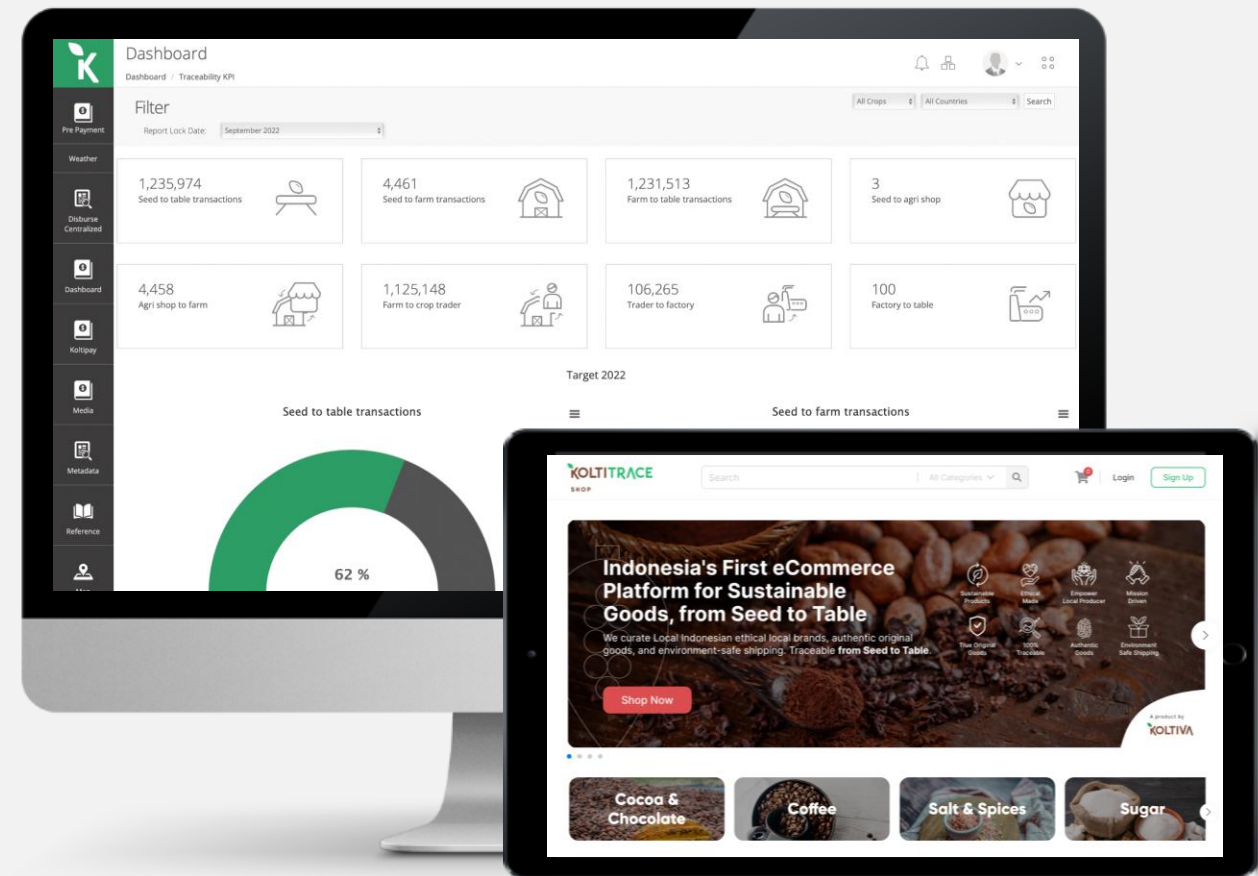 Dashboard
Dashboard / Traceability KPI
Filter
All Crops
All Countries
Search
Report Lock Date:
September 2022
Pre Payment
Weather
Disburse
Centralized
Dashboard
Koltipay
Media
Metadata
Reference
1,235,974
Seed to table transactions
4,461
Seed to farm transactions
1,231,513
Farm to table transactions
3
Seed to agri shop
4,458
Agri shop to farm
1,125,148
Farm to crop trader
106,265
Trader to factory
100
Factory to table
Target 2022
Seed to table transactions
Seed to farm transactions
62 %
KOLTITRACE
SHOP
Search
All Categories
0
Login
Sign Up
Indonesia's First eCommerce
Platform for Sustainable
Goods, from Seed to Table
We curate Local Indonesian ethical local brands, authentic original
goods, and environment-safe shipping. Traceable from Seed to Table.
Shop Now
Sustainable
Products
Ethical
Made
Empower
Local Producer
Mission
Driven
True Original
Goods
100%
Traceable
Authentic
Goods
Environment
Safe Shipping
A product by
KOLTIVA
Cocoa &
Chocolate
Coffee
Salt & Spices
Sugar